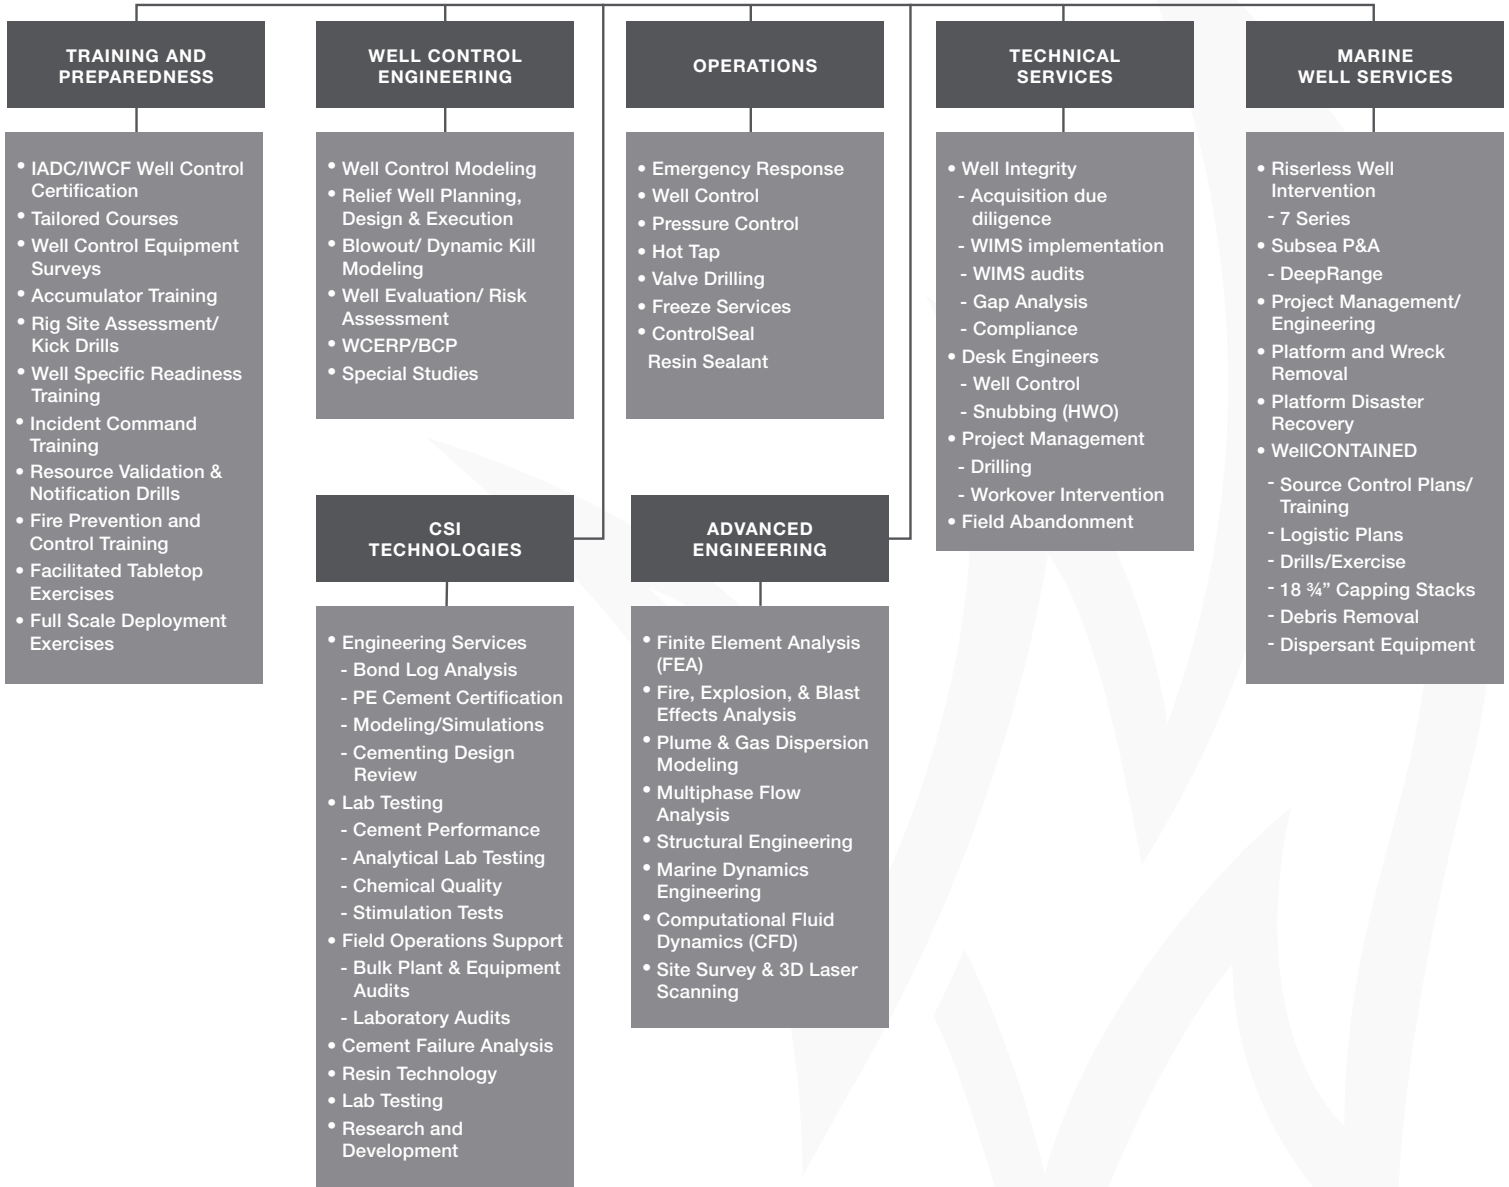 TRAINING AND
PREPAREDNESS
• IADC/IWCF Well Control
Certification
• Tailored Courses
• Well Control Equipment
Surveys
• Accumulator Training
• Rig Site Assessment/
Kick Drills
• Well Specific Readiness
Training
• Incident Command
Training
• Resource Validation &
Notification Drills
• Fire Prevention and
Control Training
• Facilitated Tabletop
Exercises
• Full Scale Deployment
Exercises
WELL CONTROL
ENGINEERING
• Well Control Modeling
• Relief Well Planning,
Design & Execution
• Blowout/ Dynamic Kill
Modeling
• Well Evaluation/ Risk
Assessment
• WCERP/BCP
• Special Studies
OPERATIONS
• Emergency Response
• Well Control
• Pressure Control
• Hot Tap
• Valve Drilling
• Freeze Services
• ControlSeal
Resin Sealant
TECHNICAL
SERVICES
• Well Integrity
- Acquisition due
diligence
- WIMS implementation
- WIMS audits
- Gap Analysis
- Compliance
• Desk Engineers
- Well Control
- Snubbing (HWO)
• Project Management
- Drilling
- Workover Intervention
• Field Abandonment
MARINE
WELL SERVICES
• Riserless Well
Intervention
- 7 Series
• Subsea P&A
- DeepRange
• Project Management/
Engineering
• Platform and Wreck
Removal
• Platform Disaster
Recovery
• WellCONTAINED
- Source Control Plans/
Training
- Logistic Plans
- Drills/Exercise
- 18 ¾” Capping Stacks
- Debris Removal
- Dispersant Equipment
CSI
TECHNOLOGIES
• Engineering Services
- Bond Log Analysis
- PE Cement Certification
- Modeling/Simulations
- Cementing Design
Review
• Lab Testing
- Cement Performance
- Analytical Lab Testing
- Chemical Quality
- Stimulation Tests
• Field Operations Support
- Bulk Plant & Equipment
Audits
- Laboratory Audits
• Cement Failure Analysis
• Resin Technology
• Lab Testing
• Research and
Development
ADVANCED
ENGINEERING
• Finite Element Analysis
(FEA)
• Fire, Explosion, & Blast
Effects Analysis
• Plume & Gas Dispersion
Modeling
• Multiphase Flow
Analysis
• Structural Engineering
• Marine Dynamics
Engineering
• Computational Fluid
Dynamics (CFD)
• Site Survey & 3D Laser
Scanning